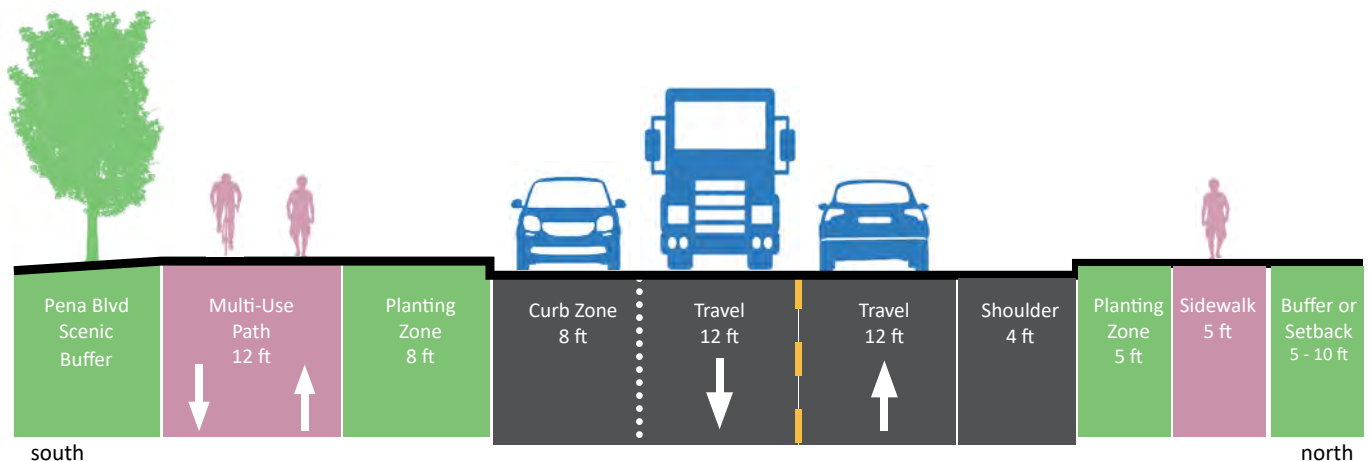 Pena Blvd
Scenic
Buffer
Multi-Use
Path
12 ft
Planting
Zone
8 ft
Curb Zone
8 ft
Travel
12 ft
Travel
12 ft
Shoulder
4 ft
Planting
Zone
5 ft
Sidewalk
5 ft
Buffer or
Setback
5 - 10 ft
south
north